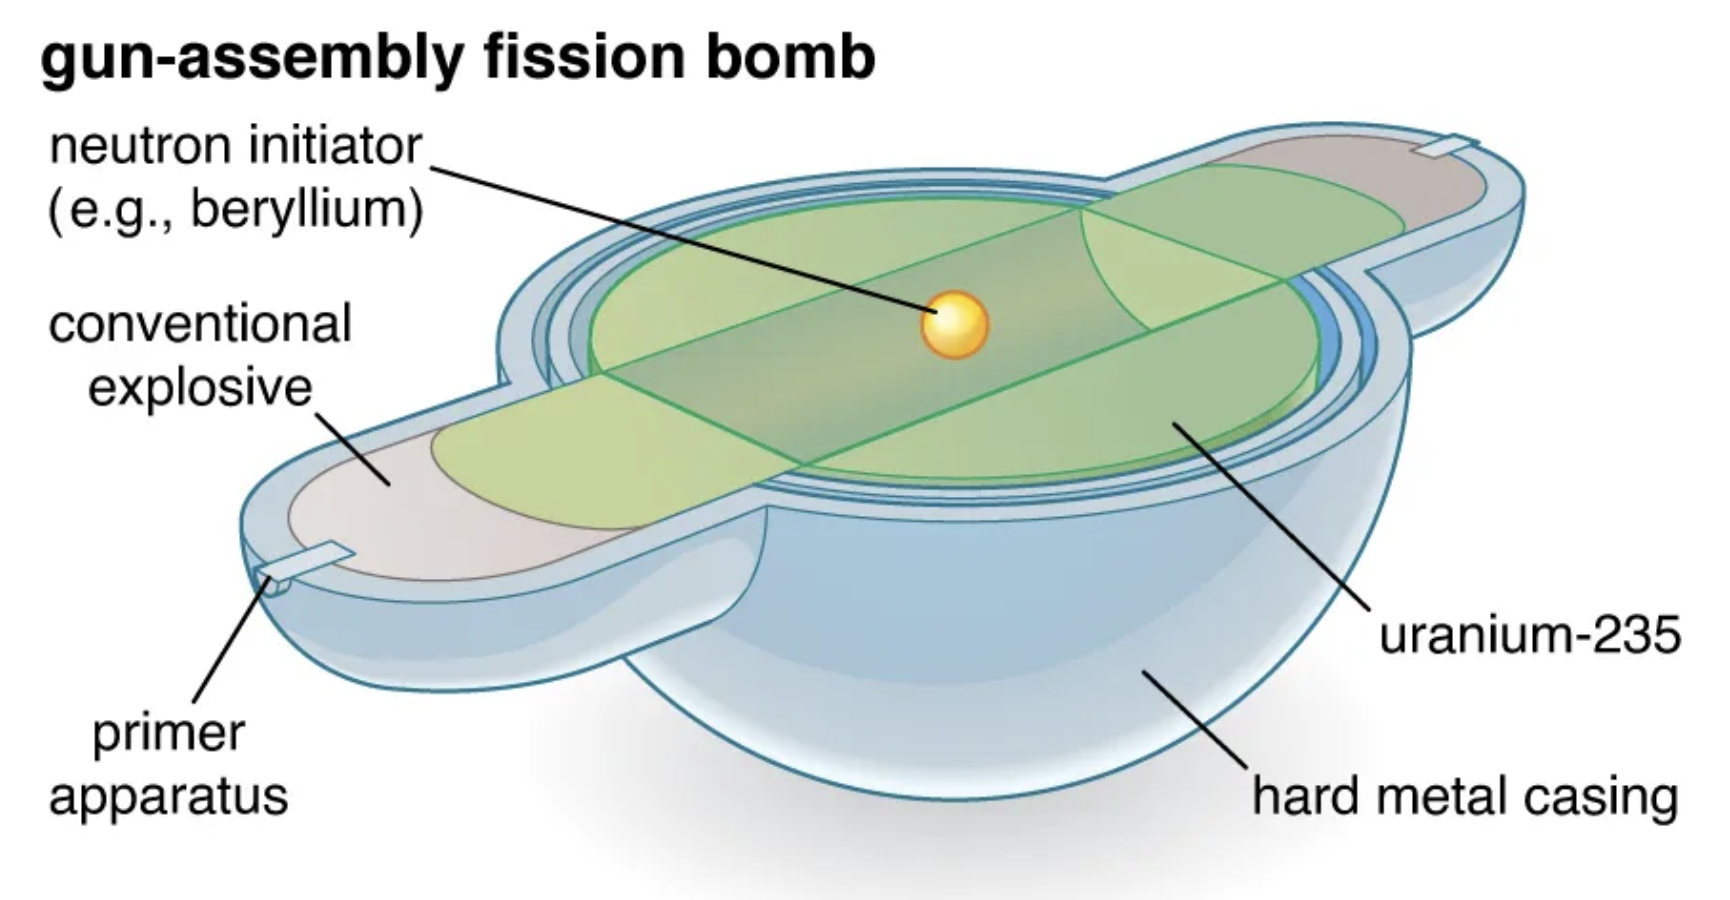 gun-assembly fission bomb
neutron initiator
(e.g., beryllium)
conventional
explosive
primer
apparatus
uranium-235
hard metal casing